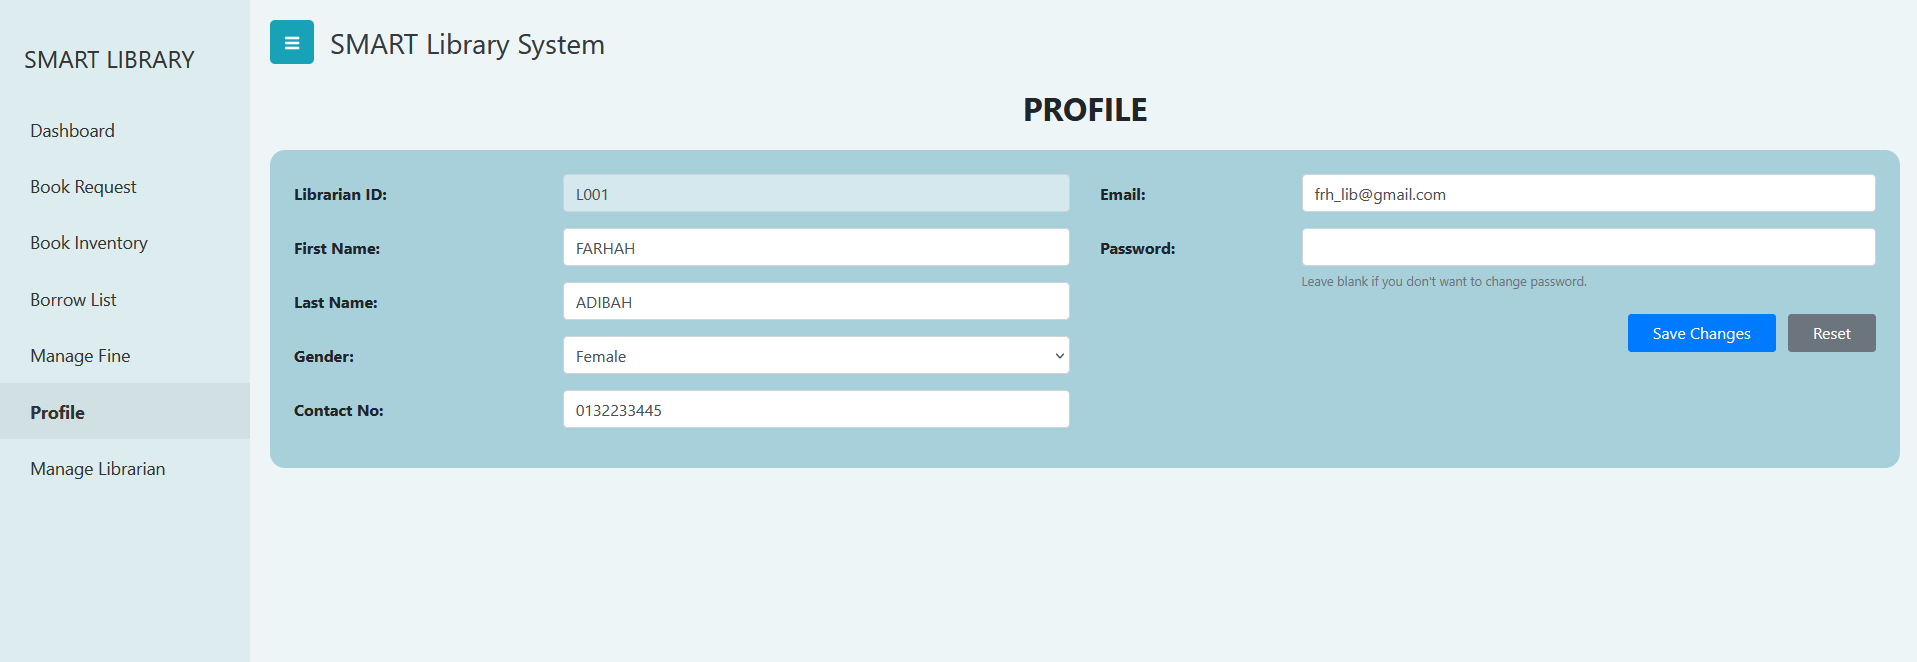 SMART LIBRARY
Dashboard
Book Request
Book Inventory
Borrow List
Manage Fine
Profile
Manage Librarian
SMART Library System
PROFILE
Librarian ID: L001
First Name: FARHAH
Last Name: ADIBAH
Gender: Female
Contact No: 0132233445
Email: frh_lib@gmail.com
Password:
Leave blank if you don't want to change password.
Save Changes Reset